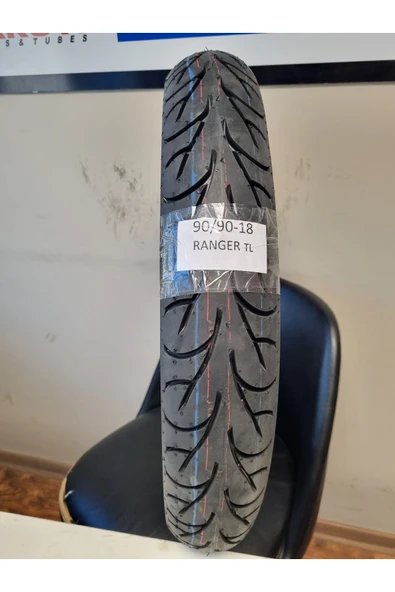 S & TUBES
90/90-18
RANGER TL